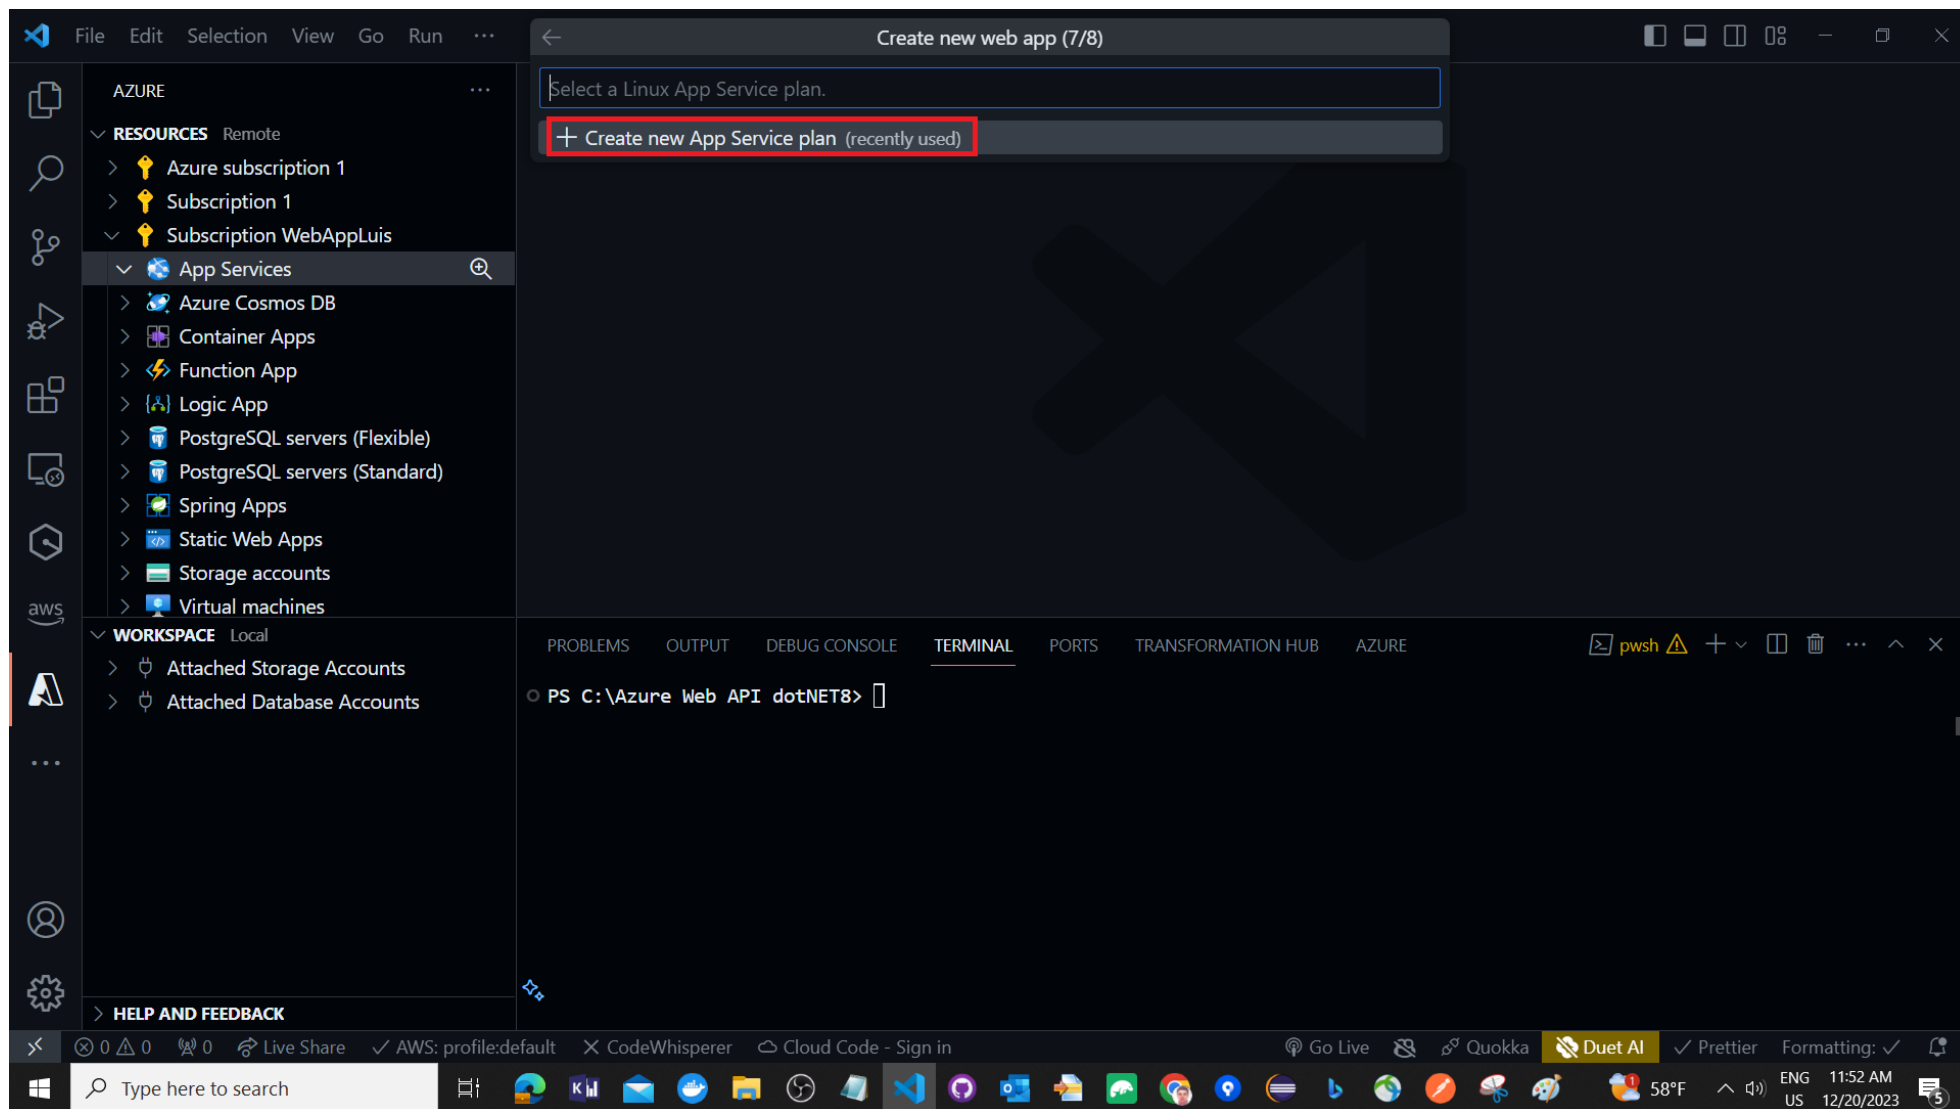 File Edit Selection View Go Run ···
Create new web app (7/8)
Select a Linux App Service plan.
Create new App Service plan (recently used)
AZURE
RESOURCES Remote
Azure subscription 1
Subscription 1
Subscription WebAppLuis
App Services
Azure Cosmos DB
Container Apps
Function App
Logic App
PostgreSQL servers (Flexible)
PostgreSQL servers (Standard)
Spring Apps
Static Web Apps
Storage accounts
Virtual machines
aws
WORKSPACE Local
Attached Storage Accounts
Attached Database Accounts
HELP AND FEEDBACK
PROBLEMS OUTPUT DEBUG CONSOLE TERMINAL PORTS TRANSFORMATION HUB AZURE
pwsh
PS C:\Azure Web API dotNET8>
0 0 0 Live Share AWS: profile:default CodeWhisperer Cloud Code - Sign in Go Live Quokka Duet AI Prettier Formatting:
Type here to search
58°F
ENG 11:52 AM
US 12/20/2023
5